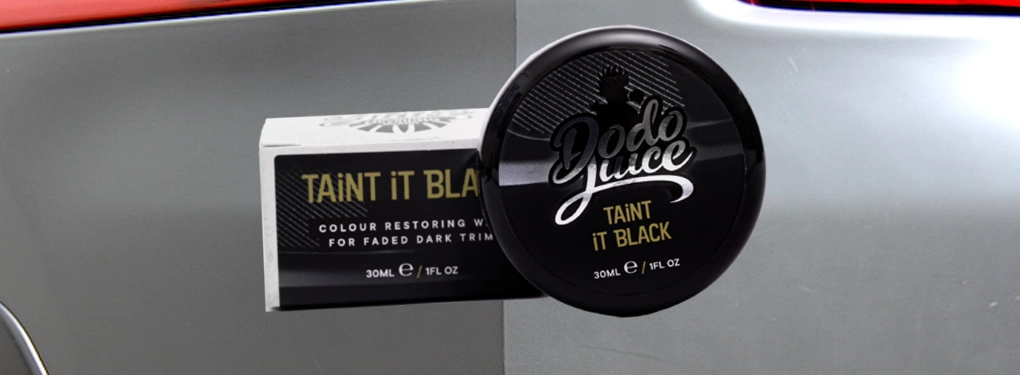 TAiNT iT BLA
COLOUR RESTORING W
FOR FADED DARK TRIM
30ML ℮ / 1FL OZ
Dodo
Juice
TAiNT
iT BLACK
30ML ℮ / 1FL OZ